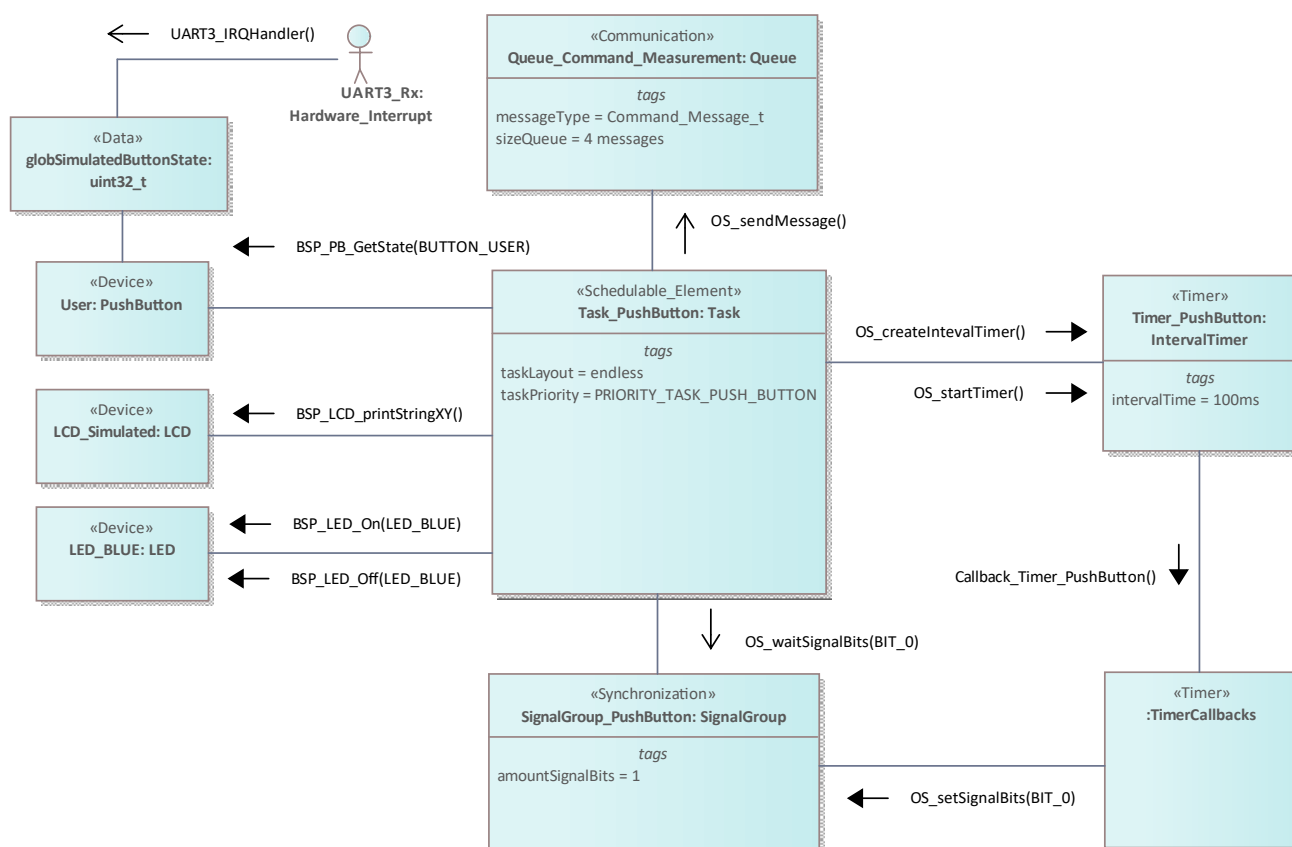 UART3_IRQHandler()
UART3_Rx:
Hardware_Interrupt
«Communication»
Queue_Command_Measurement: Queue
tags
messageType = Command_Message_t
sizeQueue = 4 messages
«Data»
globSimulatedButtonState:
uint32_t
OS_sendMessage()
BSP_PB_GetState(BUTTON_USER)
«Device»
User: PushButton
«Schedulable_Element»
Task_PushButton: Task
tags
taskLayout = endless
taskPriority = PRIORITY_TASK_PUSH_BUTTON
OS_createIntevalTimer()
OS_startTimer()
«Timer»
Timer_PushButton:
IntervalTimer
tags
intervalTime = 100ms
«Device»
LCD_Simulated: LCD
BSP_LCD_printStringXY()
«Device»
LED_BLUE: LED
BSP_LED_On(LED_BLUE)
BSP_LED_Off(LED_BLUE)
Callback_Timer_PushButton()
OS_waitSignalBits(BIT_0)
«Synchronization»
SignalGroup_PushButton: SignalGroup
tags
amountSignalBits = 1
«Timer»
:TimerCallbacks
OS_setSignalBits(BIT_0)